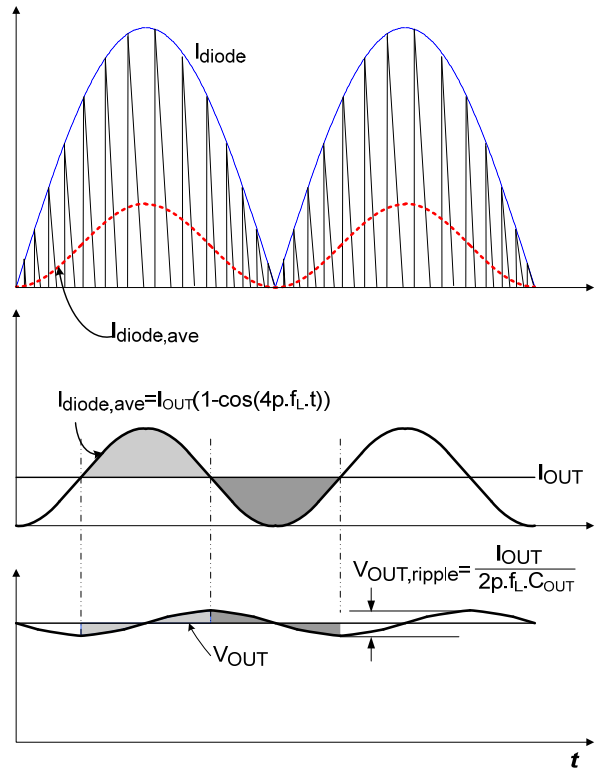 Idiode
Idiode,ave
Idiode,ave=IOUT(1-cos(4p.fL.t))
IOUT
VOUT,ripple= IOUT
2p.fL.COUT
VOUT
t